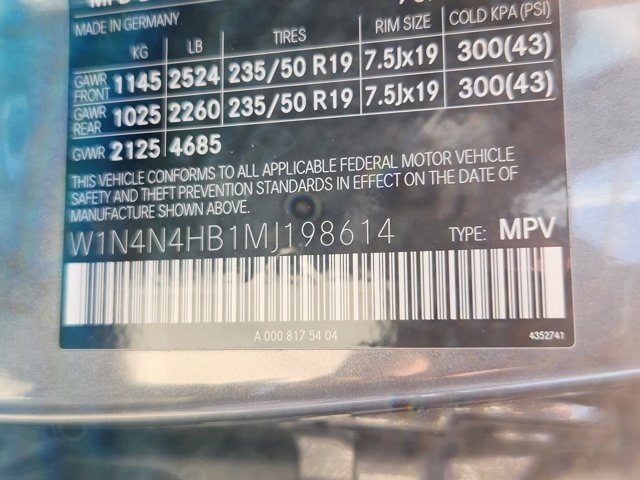 MADE IN GERMANY
KG LB TIRES RIM SIZE COLD KPA(PSI)
GAWR FRONT 1145 2524 235/50 R19 7.5Jx19 300(43)
GAWR REAR 1025 2260 235/50 R19 7.5Jx19 300(43)
GVWR 2125 4685
THIS VEHICLE CONFORMS TO ALL APPLICABLE FEDERAL MOTOR VEHICLE
SAFETY AND THEFT PREVENTION STANDARDS IN EFFECT ON THE DATE OF
MANUFACTURE SHOWN ABOVE.
W1N4N4HB1MJ198614 TYPE: MPV
A 000 817 54 04 4352741